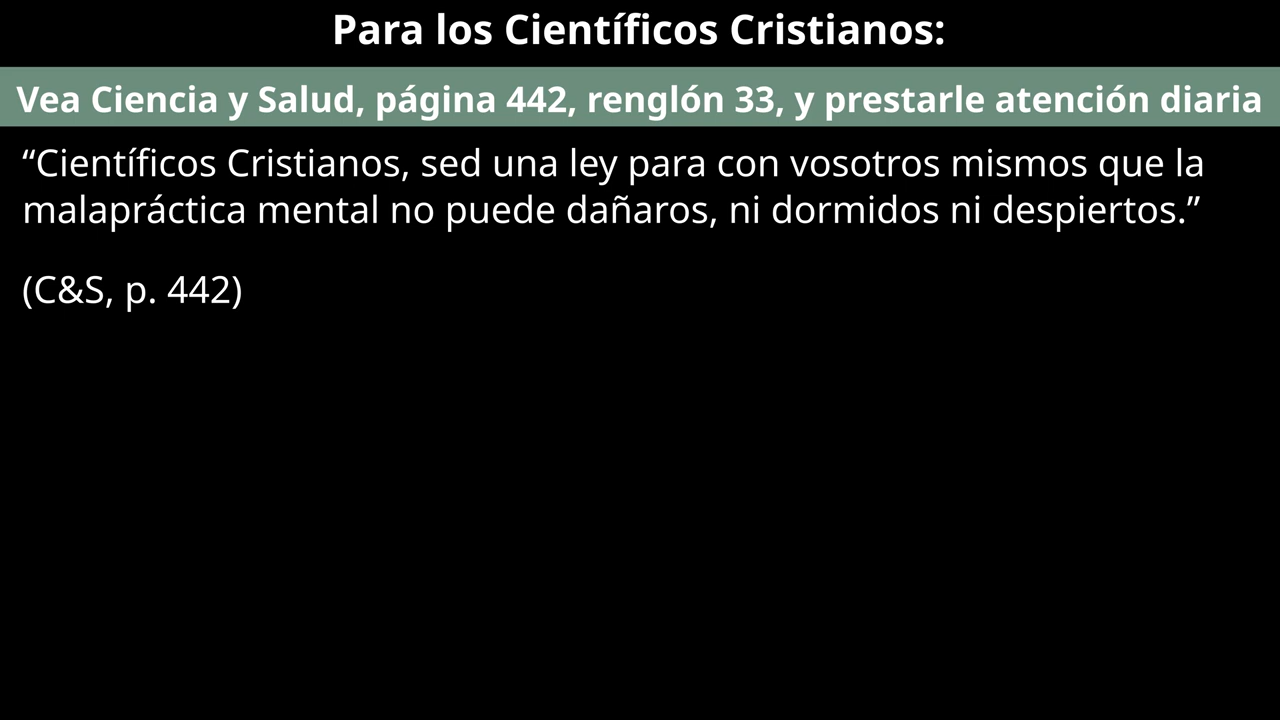 Para los Científicos Cristianos:
Vea Ciencia y Salud, página 442, renglón 33, y prestarle atención diaria
“Científicos Cristianos, sed una ley para con vosotros mismos que la
malapráctica mental no puede dañaros, ni dormidos ni despiertos.”
(C&S, p. 442)